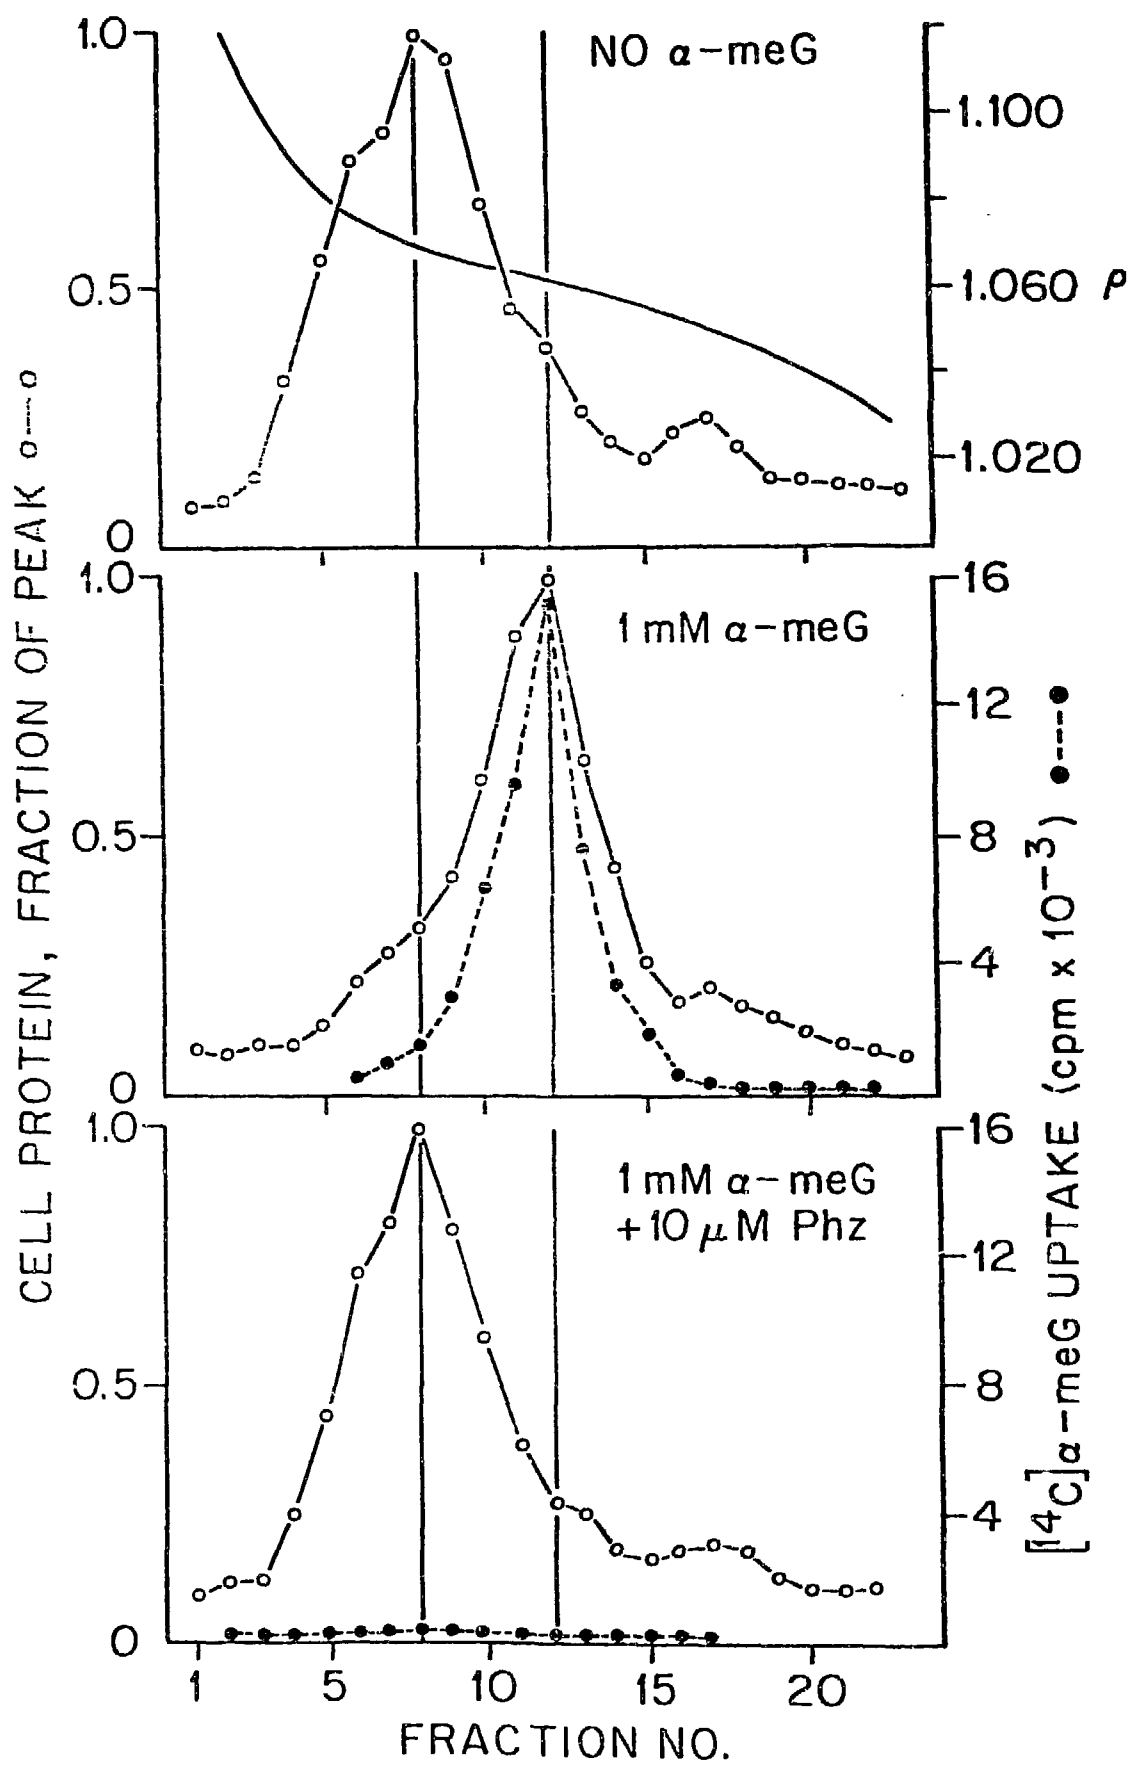 CELL PROTEIN, FRACTION OF PEAK
NO α-meG
1.0
0.5
0
1.100
1.060 ρ
1.020
1 mM α-meG
1.0
0.5
0
16
12
8
4
1 mM α-meG
+10 μM Phz
1.0
0.5
0
16
12
8
4
[14C]α-meG UPTAKE (cpm x 10−3)
1 5 10 15 20
FRACTION NO.